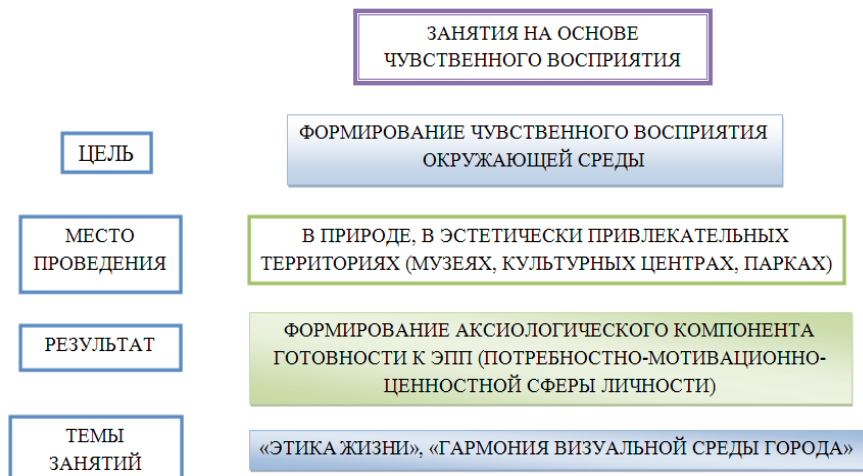 ЗАНЯТИЯ НА ОСНОВЕ
ЧУВСТВЕННОГО ВОСПРИЯТИЯ
ЦЕЛЬ
ФОРМИРОВАНИЕ ЧУВСТВЕННОГО ВОСПРИЯТИЯ
ОКРУЖАЮЩЕЙ СРЕДЫ
МЕСТО
ПРОВЕДЕНИЯ
В ПРИРОДЕ, В ЭСТЕТИЧЕСКИ ПРИВЛЕКАТЕЛЬНЫХ
ТЕРРИТОРИЯХ (МУЗЕЯХ, КУЛЬТУРНЫХ ЦЕНТРАХ, ПАРКАХ)
РЕЗУЛЬТАТ
ФОРМИРОВАНИЕ АКСИОЛОГИЧЕСКОГО КОМПОНЕНТА
ГОТОВНОСТИ К ЭПП (ПОТРЕБНОСТНО-МОТИВАЦИОННО-
ЦЕННОСТНОЙ СФЕРЫ ЛИЧНОСТИ)
ТЕМЫ
ЗАНЯТИЙ
«ЭТИКА ЖИЗНИ», «ГАРМОНИЯ ВИЗУАЛЬНОЙ СРЕДЫ ГОРОДА»